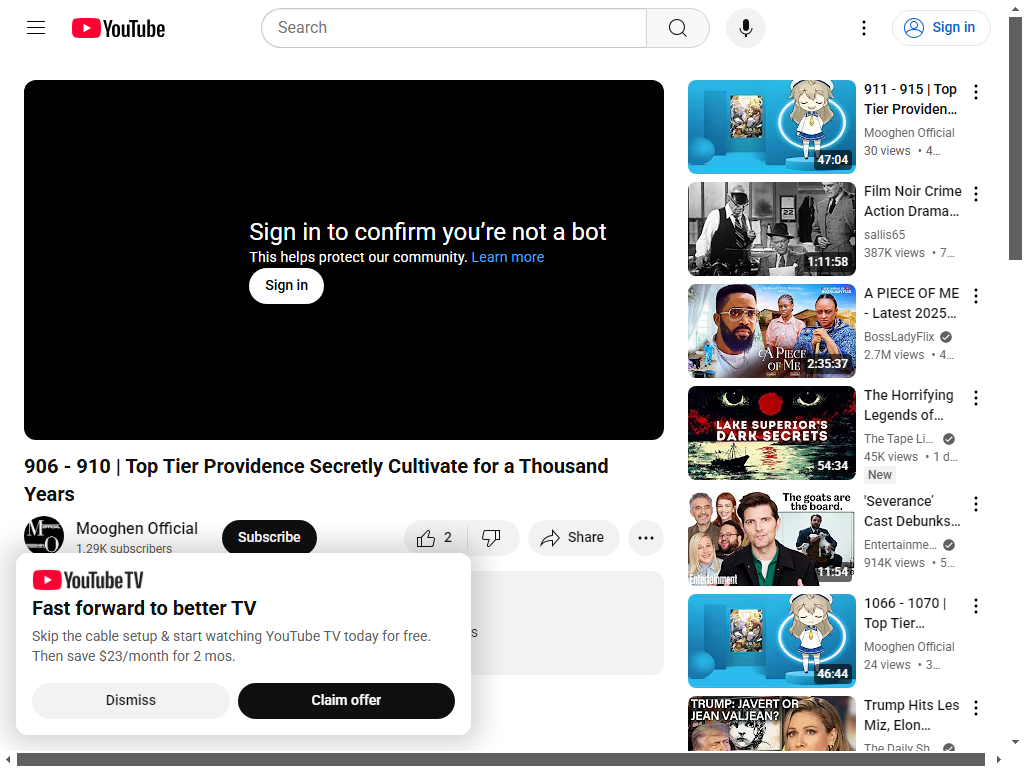 YouTube
Search
Sign in
Sign in to confirm you’re not a bot
This helps protect our community. Learn more
Sign in
906 - 910 | Top Tier Providence Secretly Cultivate for a Thousand
Years
Mooghen Official
1.29K subscribers
Subscribe
2
Share
s
YouTube TV
Fast forward to better TV
Skip the cable setup & start watching YouTube TV today for free.
Then save $23/month for 2 mos.
Dismiss
Claim offer
47:04
911 - 915 | Top
Tier Providen...
Mooghen Official
30 views • 4...
22
1:11:58
Film Noir Crime
Action Drama...
sallis65
387K views • 7...
A PIECE
OF ME
2:35:37
A PIECE OF ME
- Latest 2025...
BossLadyFlix
2.7M views • 4...
LAKE SUPERIOR'S
DARK SECRETS
54:34
The Horrifying
Legends of...
The Tape Li...
45K views • 1 d...
New
The goats are
the board.
Entertainment
11:54
'Severance’
Cast Debunks...
Entertainme...
914K views • 5...
46:44
1066 - 1070 |
Top Tier...
Mooghen Official
24 views • 3...
TRUMP: JAVERT OR
JEAN VALJEAN?
Trump Hits Les
Miz, Elon...
The Daily Sh...